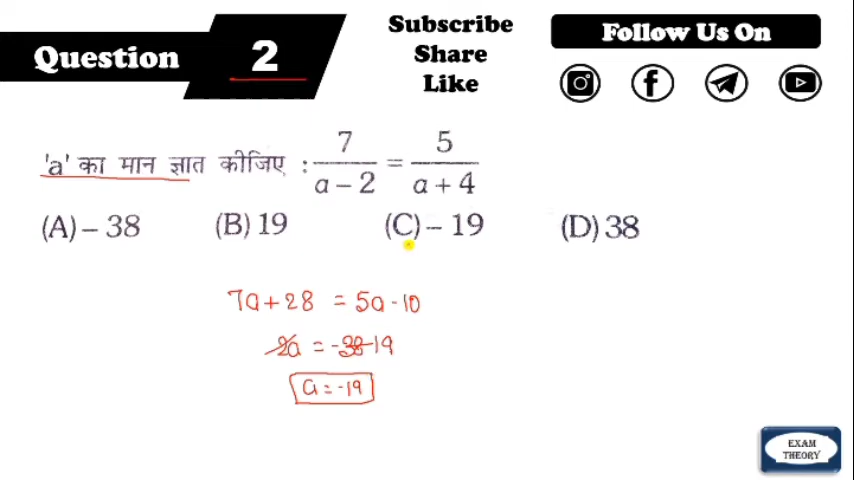 Question 2
Subscribe
Share
Like
Follow Us On
'a' का मान ज्ञात कीजिए : 7/(a – 2) = 5/(a + 4)
(A) – 38 (B) 19 (C) – 19 (D) 38
7a + 28 = 5a - 10
2a = -38 -19
a = -19
EXAM
THEORY